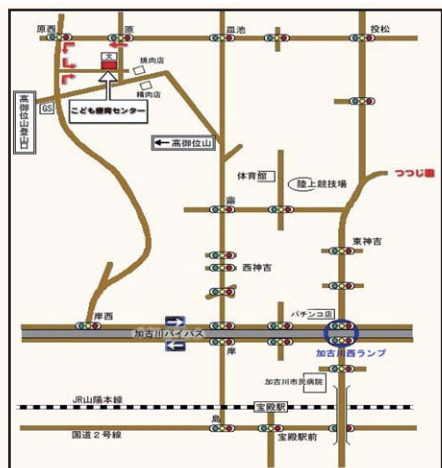 原西
原
皿池
投松
文
焼肉店
精肉店
こども療育センター
GS
高御位山登山口
←高御位山
体育館
陸上競技場
つつじ園
東神吉
西神吉
岸西
パチンコ店
加古川バイパス
岸
加古川西ランプ
加古川市民病院
JR山陽本線
宝殿駅
島
国道2号線
宝殿駅前